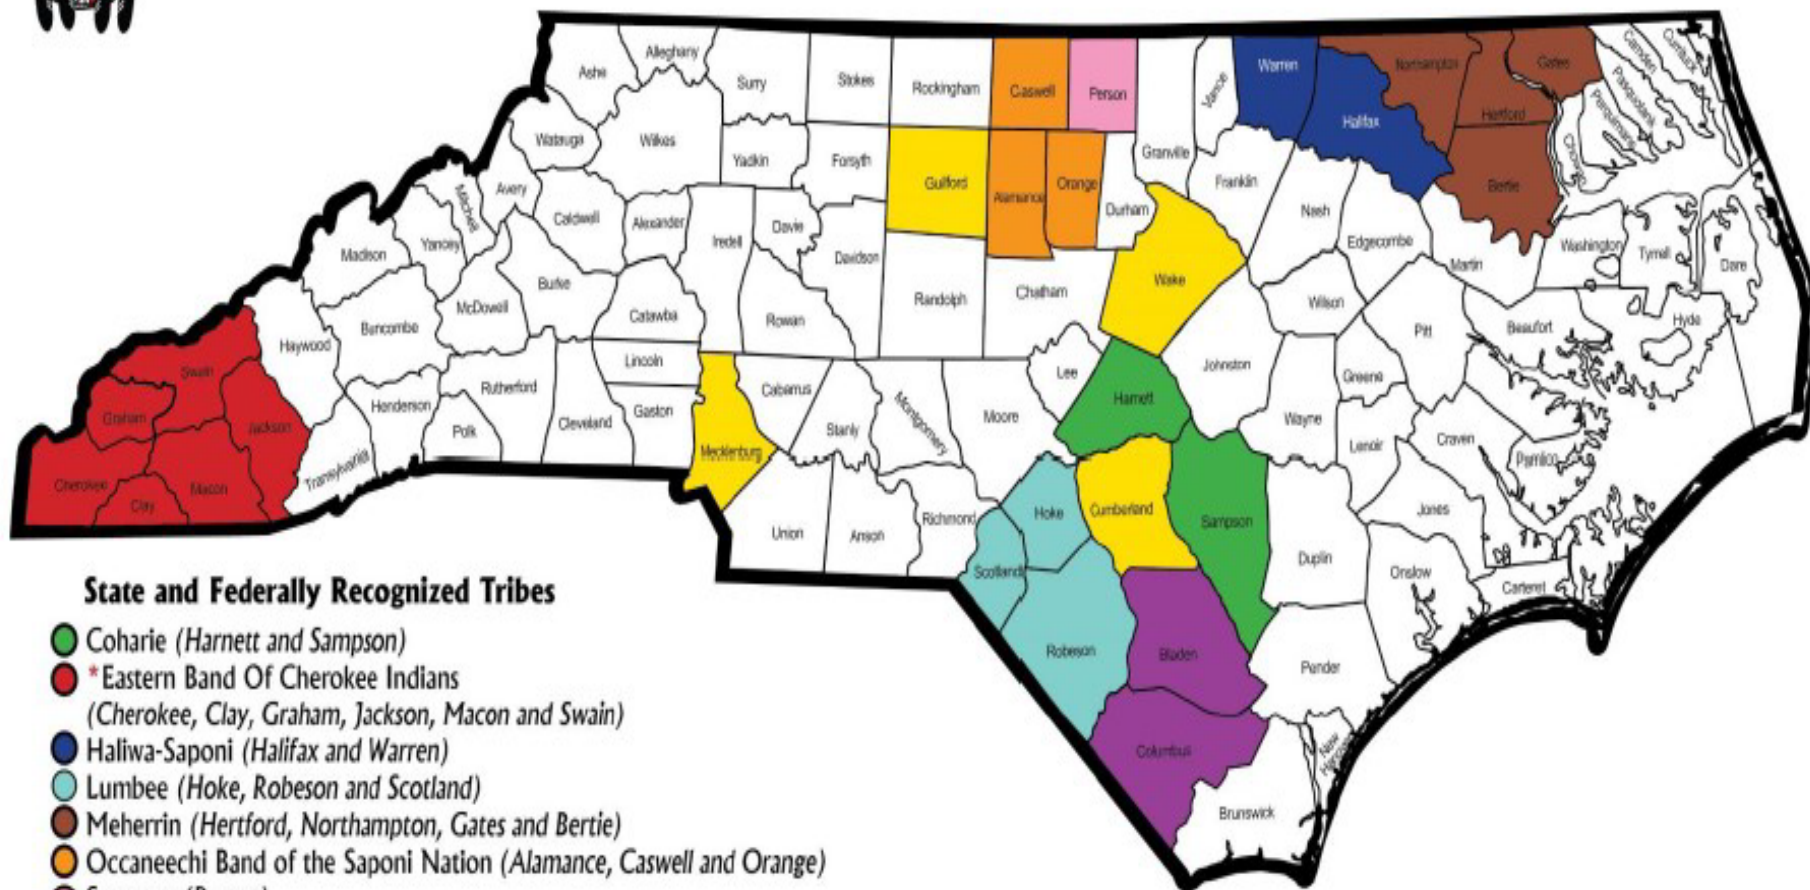 Alleghany
Ashe
Surry
Stokes
Rockingham
Caswell
Person
Vance
Warren
Northampton
Gates
Camden
Currituck
Pasquotank
Perquimans
Hertford
Halifax
Watauga
Wilkes
Yadkin
Forsyth
Guilford
Alamance
Orange
Durham
Granville
Franklin
Bertie
Chowan
Mitchell
Avery
Caldwell
Alexander
Iredell
Davie
Davidson
Nash
Edgecombe
Martin
Washington
Tyrrell
Dare
Madison
Yancey
Burke
McDowell
Catawba
Rowan
Randolph
Chatham
Wake
Wilson
Pitt
Beaufort
Hyde
Haywood
Buncombe
Rutherford
Lincoln
Cabarrus
Lee
Johnston
Greene
Swain
Graham
Jackson
Henderson
Polk
Cleveland
Gaston
Mecklenburg
Stanly
Montgomery
Moore
Harnett
Wayne
Lenoir
Craven
Pamlico
Cherokee
Clay
Macon
Transylvania
Union
Anson
Richmond
Hoke
Cumberland
Sampson
Duplin
Jones
Onslow
Carteret
Scotland
Robeson
Bladen
Pender
Columbus
New Hanover
Brunswick
State and Federally Recognized Tribes
Coharie (Harnett and Sampson)
*Eastern Band Of Cherokee Indians
(Cherokee, Clay, Graham, Jackson, Macon and Swain)
Haliwa-Saponi (Halifax and Warren)
Lumbee (Hoke, Robeson and Scotland)
Meherrin (Hertford, Northampton, Gates and Bertie)
Occaneechi Band of the Saponi Nation (Alamance, Caswell and Orange)